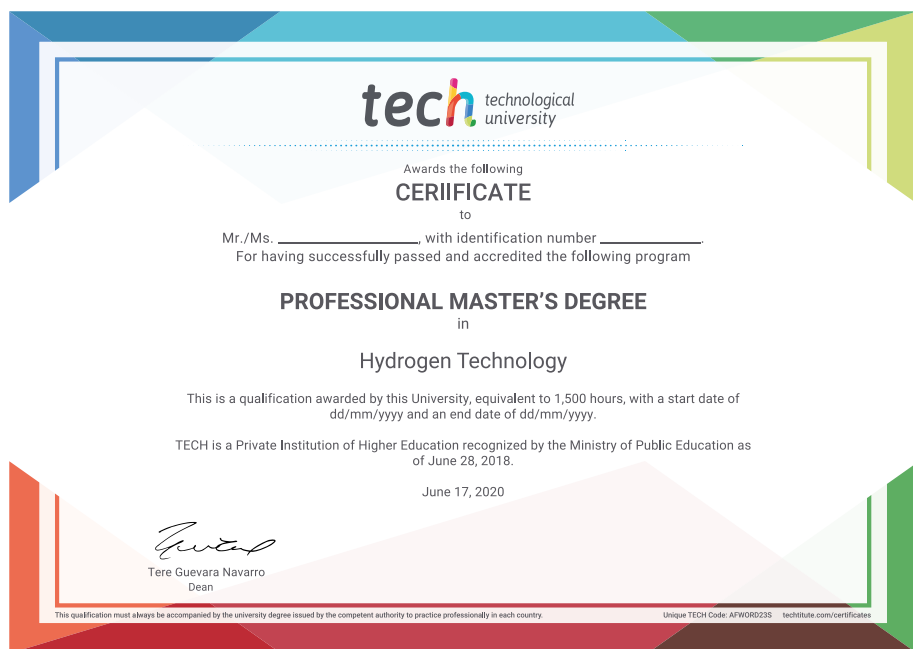 tech technological
university
Awards the following
CERIIFICATE
to
Mr./Ms. ____________, with identification number ____________.
For having successfully passed and accredited the following program
PROFESSIONAL MASTER'S DEGREE
in
Hydrogen Technology
This is a qualification awarded by this University, equivalent to 1,500 hours, with a start date of
dd/mm/yyyy and an end date of dd/mm/yyyy.
TECH is a Private Institution of Higher Education recognized by the Ministry of Public Education as
of June 28, 2018.
June 17, 2020
Tere Guevara Navarro
Dean
This qualification must always be accompanied by the university degree issued by the competent authority to practice professionally in each country.
Unique TECH Code: AFWORD23S techtitute.com/certificates